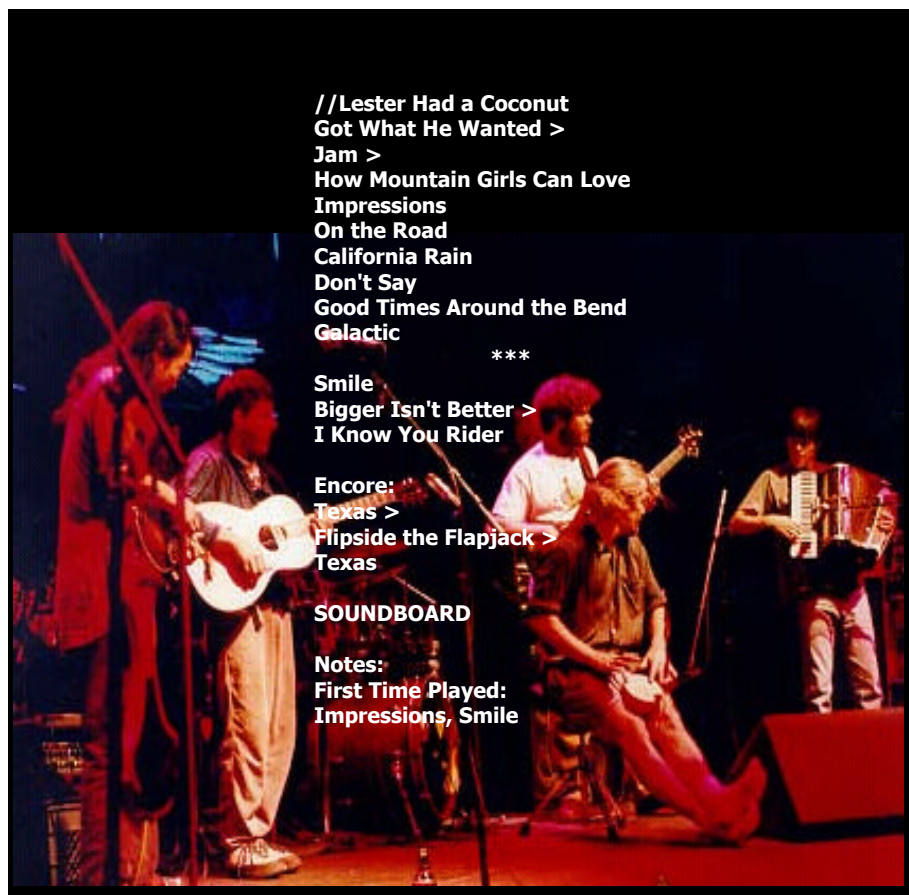 //Lester Had a Coconut
Got What He Wanted >
Jam >
How Mountain Girls Can Love
Impressions
On the Road
California Rain
Don't Say
Good Times Around the Bend
Galactic
***
Smile
Bigger Isn't Better >
I Know You Rider
Encore:
Texas >
Flipside the Flapjack >
Texas
SOUNDBOARD
Notes:
First Time Played:
Impressions, Smile